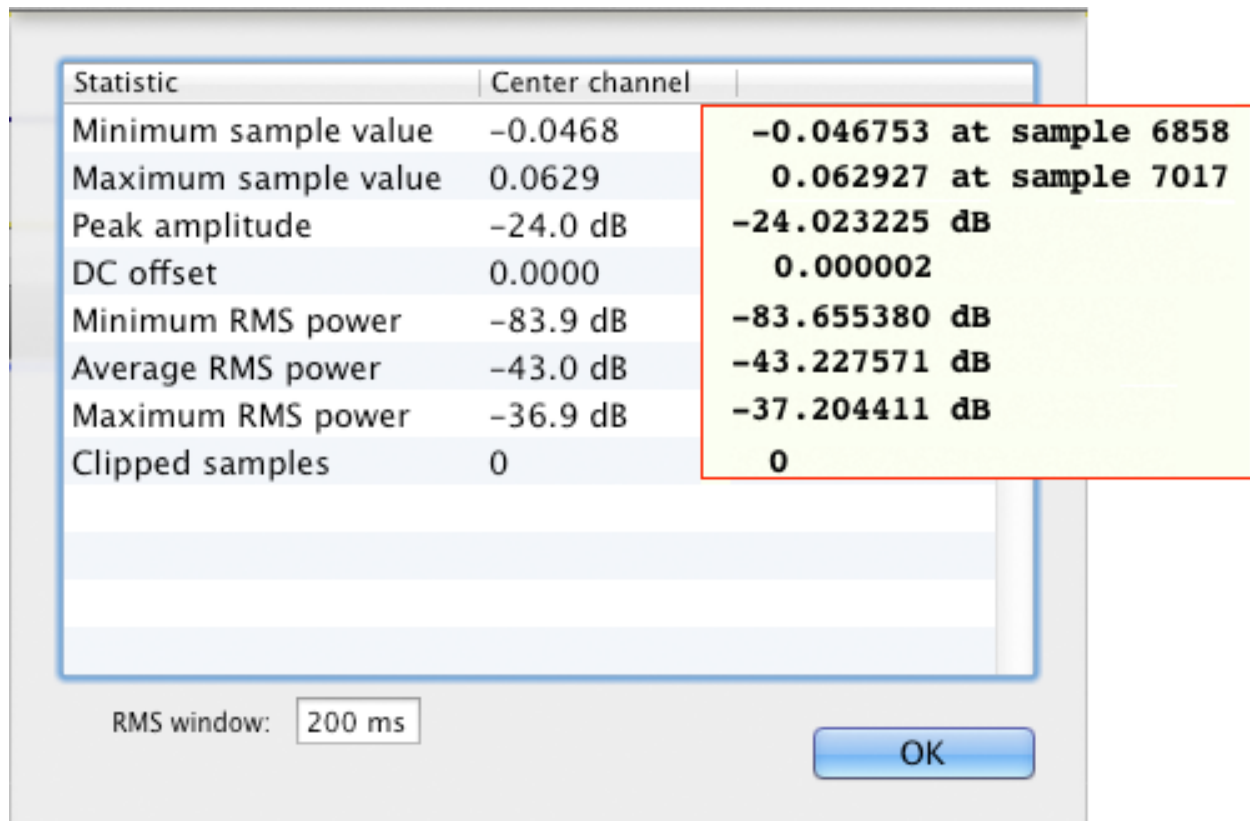 Statistic Center channel
Minimum sample value -0.0468 -0.046753 at sample 6858
Maximum sample value 0.0629 0.062927 at sample 7017
Peak amplitude -24.0 dB -24.023225 dB
DC offset 0.0000 0.000002
Minimum RMS power -83.9 dB -83.655380 dB
Average RMS power -43.0 dB -43.227571 dB
Maximum RMS power -36.9 dB -37.204411 dB
Clipped samples 0 0
RMS window: 200 ms
OK